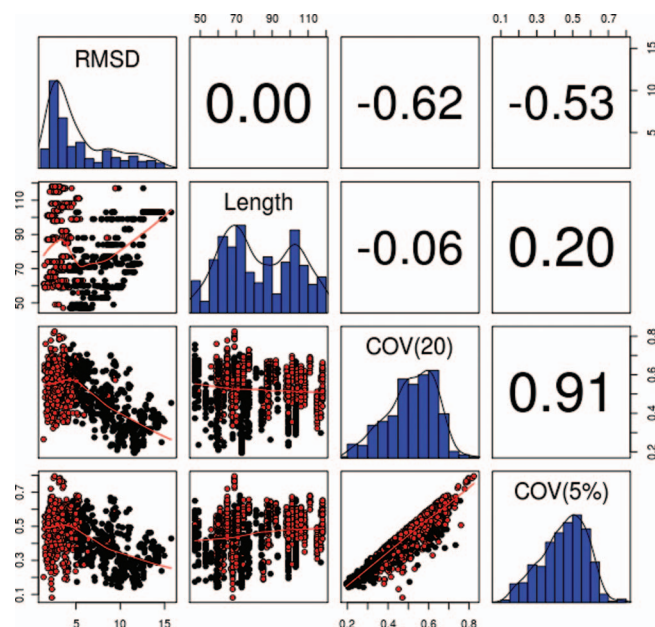 50 70 90 110 0.1 0.3 0.5 0.7
RMSD 0.00 -0.62 -0.53 5 10 15
50 70 90 110 Length -0.06 0.20
COV(20) 0.91 0.2 0.4 0.6 0.8
0.1 0.3 0.5 0.7 COV(5%)
5 10 15 0.2 0.4 0.6 0.8